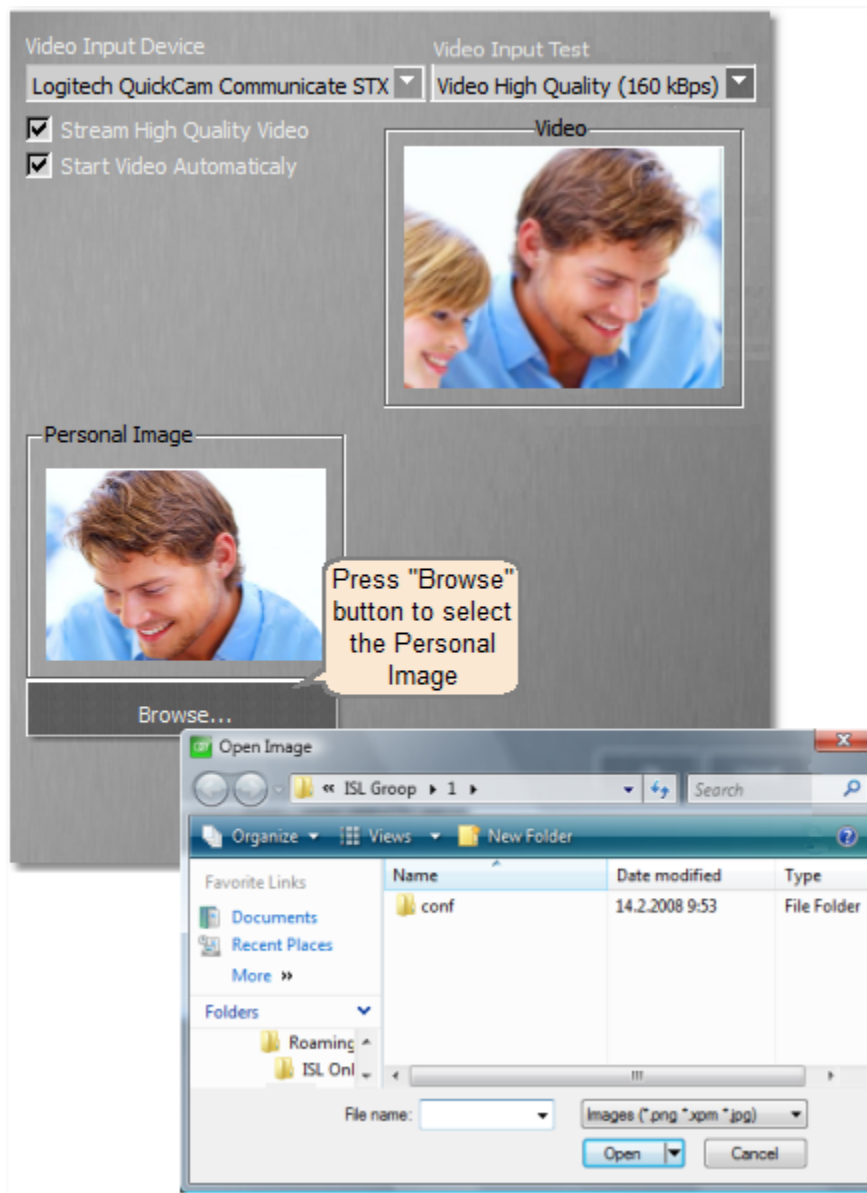 Video Input Device
Video Input Test
Logitech QuickCam Communicate STX
Video High Quality (160 kBps)
Stream High Quality Video
Start Video Automaticaly
Video
Personal Image
Press "Browse"
button to select
the Personal
Image
Browse...
Open Image
« ISL Groop ▸ 1 ▸
Search
Organize
Views
New Folder
Favorite Links
Documents
Recent Places
More »
Folders
Roaming
ISL Onl
Name
Date modified
Type
conf
14.2.2008 9:53
File Folder
File name:
Images (*.png *.xpm *.jpg)
Open
Cancel